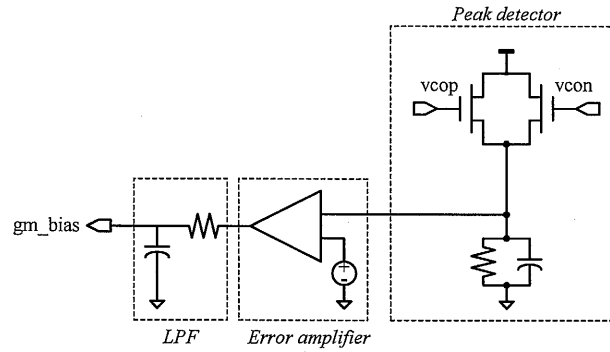 Peak detector
vcop
vcon
gm_bias
+
-
LPF
Error amplifier